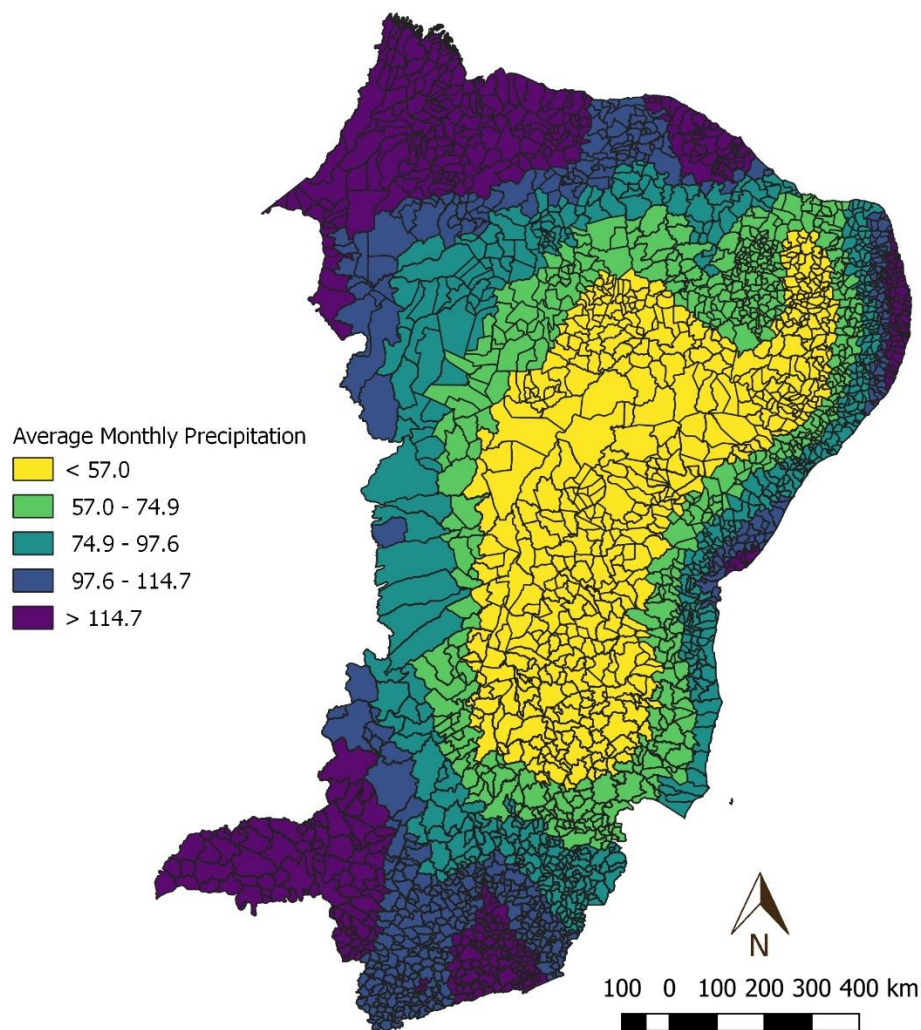 Average Monthly Precipitation
< 57.0
57.0 - 74.9
74.9 - 97.6
97.6 - 114.7
> 114.7
N
100 0 100 200 300 400 km